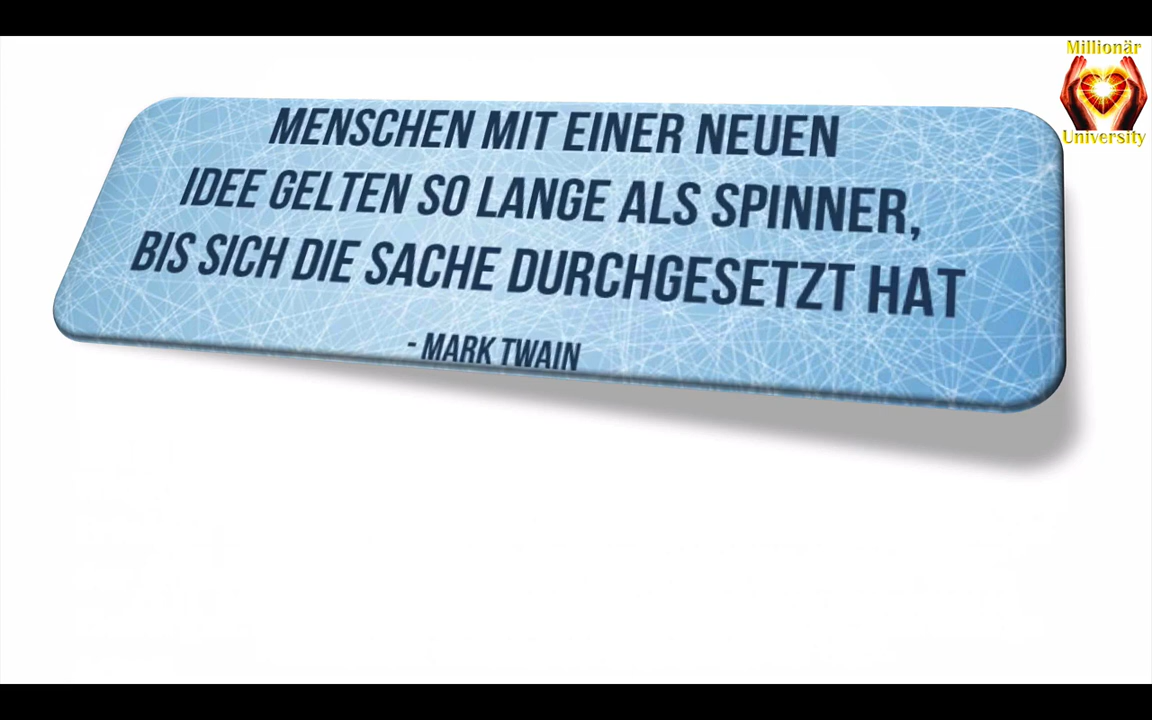 Millionär
University
MENSCHEN MIT EINER NEUEN
IDEE GELTEN SO LANGE ALS SPINNER,
BIS SICH DIE SACHE DURCHGESETZT HAT
- MARK TWAIN